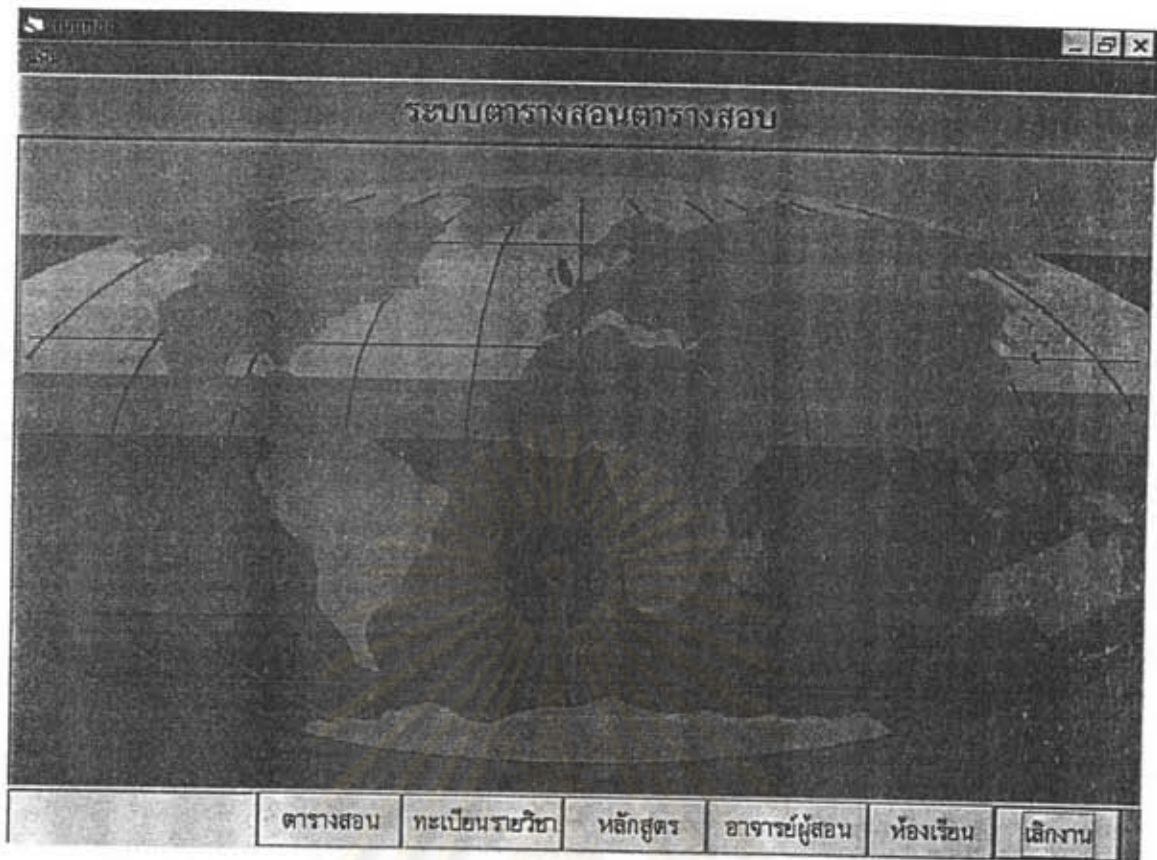 ระบบตารางสอนตารางสอบ
ตารางสอน ทะเบียนรายวิชา หลักสูตร อาจารย์ผู้สอน ห้องเรียน เลิกงาน